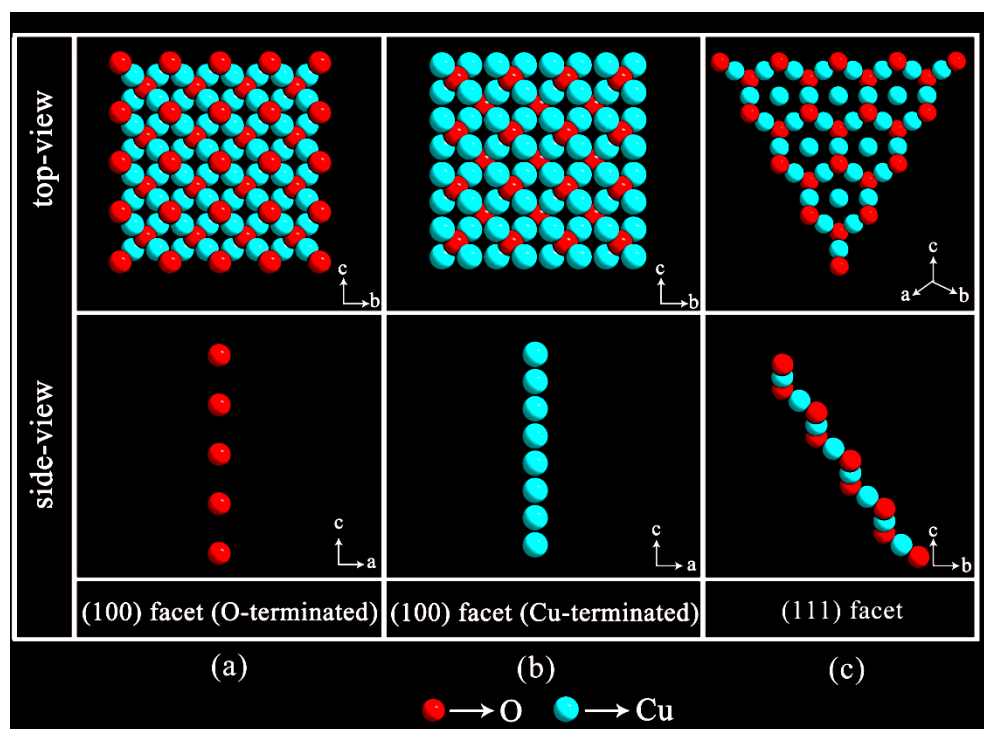 top-view
c
b
c
b
c
a
b
side-view
c
a
c
a
c
b
(100) facet (O-terminated)
(100) facet (Cu-terminated)
(111) facet
(a)
(b)
(c)
O
Cu